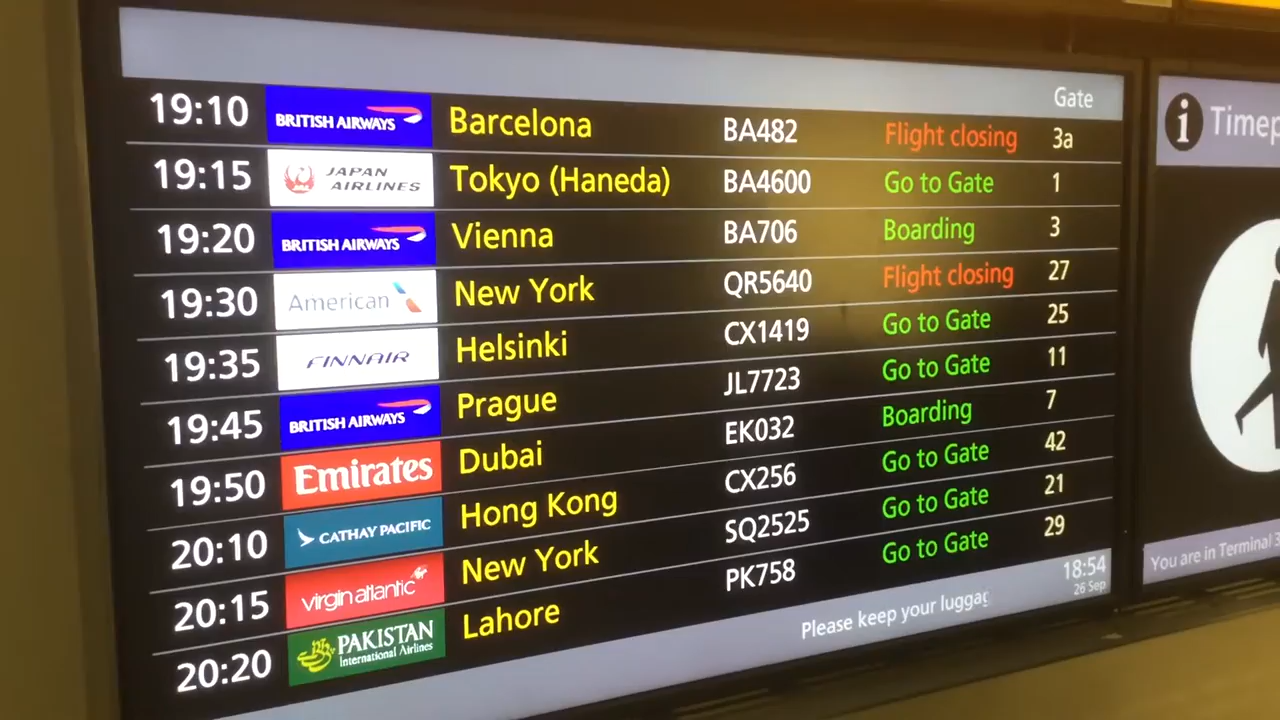 Gate
19:10 BRITISH AIRWAYS Barcelona BA482 Flight closing 3a
19:15 JAPAN AIRLINES Tokyo (Haneda) BA4600 Go to Gate 1
19:20 BRITISH AIRWAYS Vienna BA706 Boarding 3
19:30 American New York QR5640 Flight closing 27
19:35 FINNAIR Helsinki CX1419 Go to Gate 25
19:45 BRITISH AIRWAYS Prague JL7723 Go to Gate 11
19:50 Emirates Dubai EK032 Boarding 7
20:10 CATHAY PACIFIC Hong Kong CX256 Go to Gate 42
20:15 virgin atlantic New York SQ2525 Go to Gate 21
20:20 PAKISTAN International Airlines Lahore PK758 Go to Gate 29
Please keep your luggag
18:54
26 Sep
i Timep
You are in Terminal 3